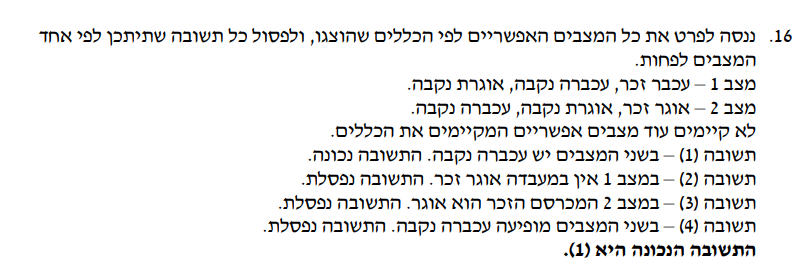 16. ננסה לפרט את כל המצבים האפשריים לפי הכללים שהוצגו, ולפסול כל תשובה שתיתכן לפי אחד
המצבים לפחות.
מצב 1 – עכבר זכר, עכברה נקבה, אוגרת נקבה.
מצב 2 – אוגר זכר, אוגרת נקבה, עכברה נקבה.
לא קיימים עוד מצבים אפשריים המקיימים את הכללים.
תשובה (1) – בשני המצבים יש עכברה נקבה. התשובה נכונה.
תשובה (2) – במצב 1 אין במעבדה אוגר זכר. התשובה נפסלת.
תשובה (3) – במצב 2 המכרסם הזכר הוא אוגר. התשובה נפסלת.
תשובה (4) – בשני המצבים מופיעה עכברה נקבה. התשובה נפסלת.
התשובה הנכונה היא (1).